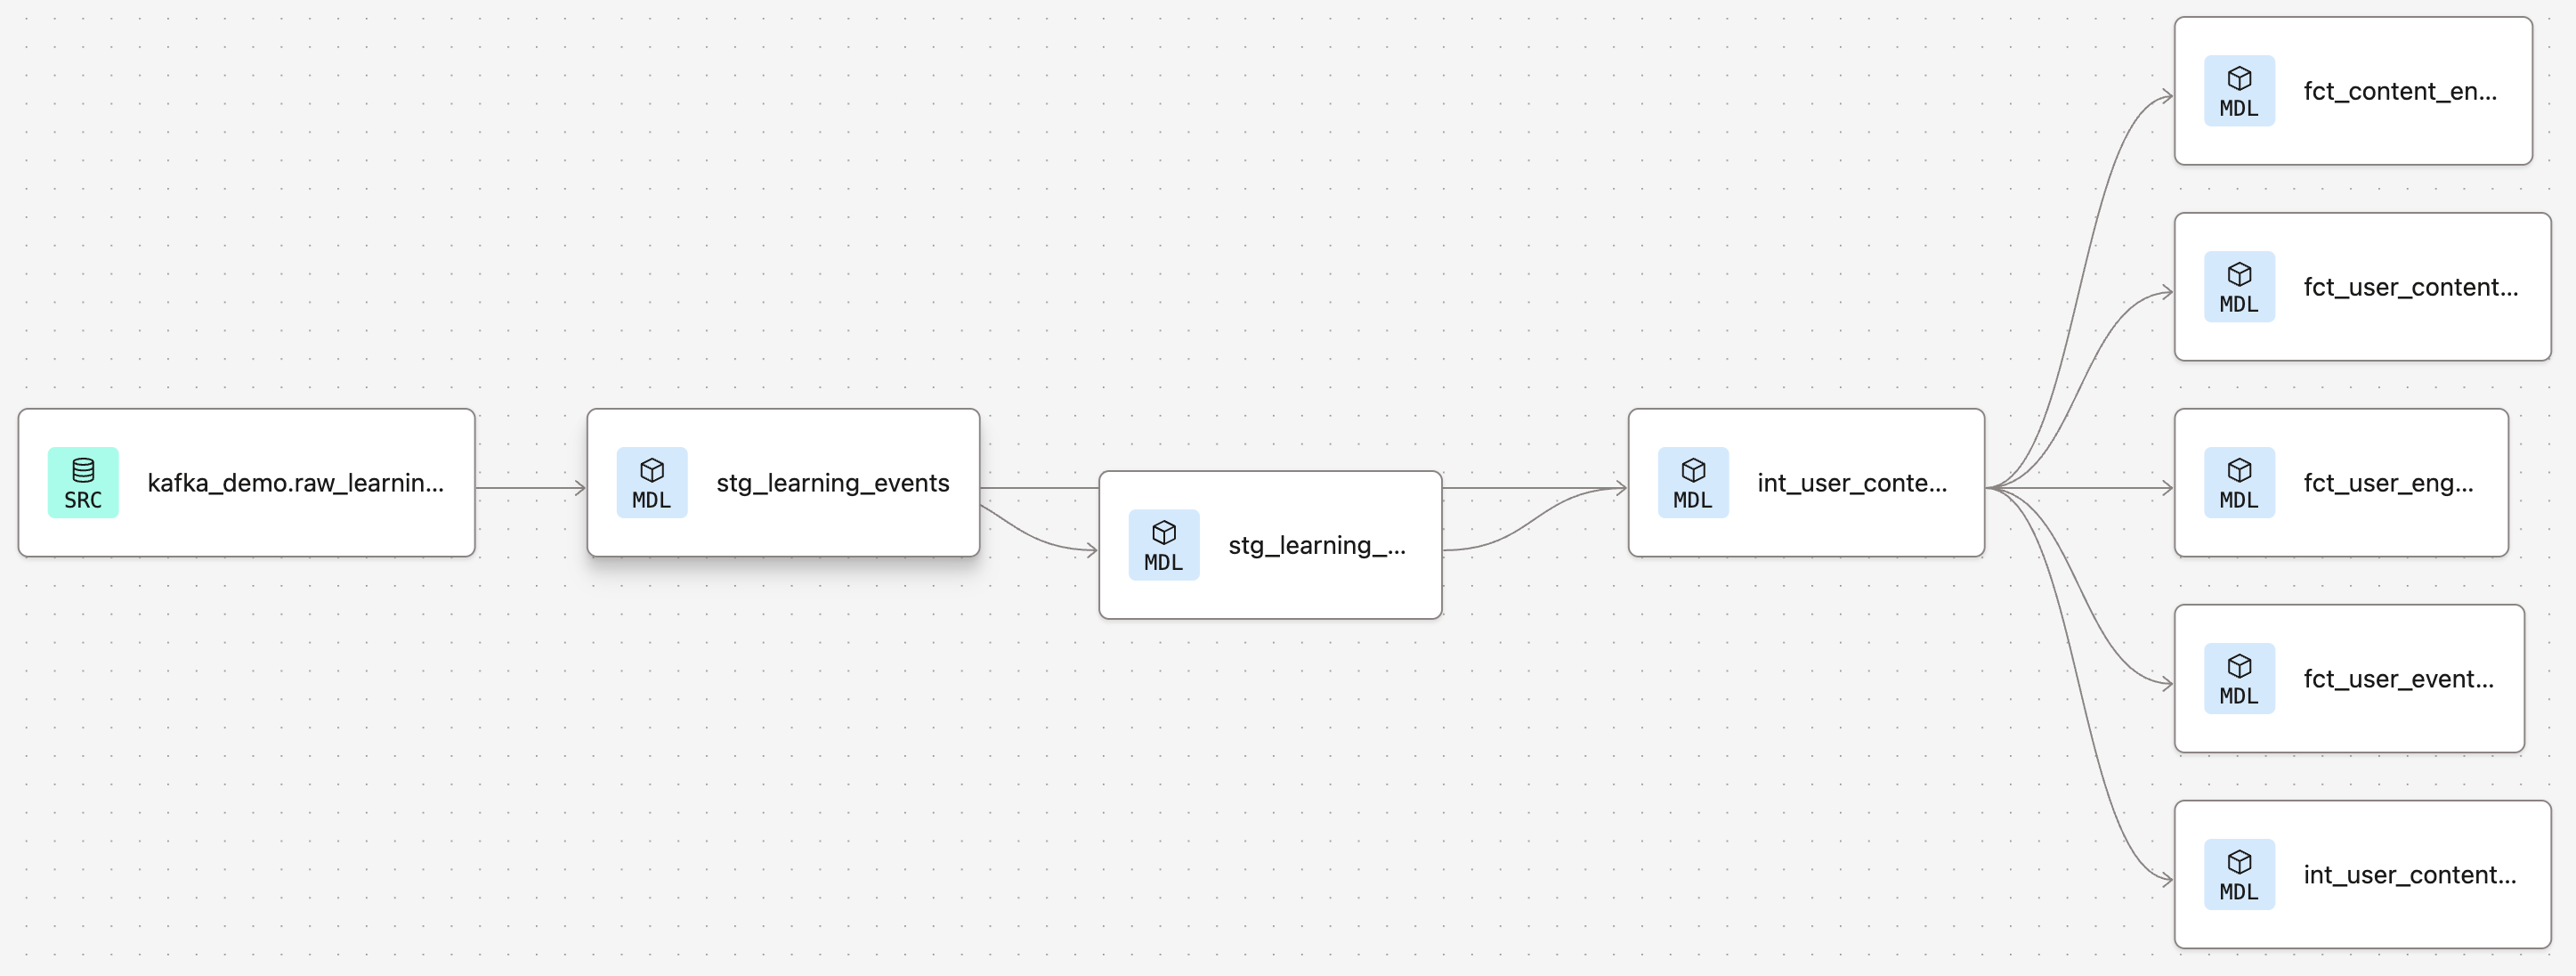 SRC
kafka_demo.raw_learnin...
MDL
stg_learning_events
MDL
stg_learning_...
MDL
int_user_conte...
MDL
fct_content_en...
MDL
fct_user_content...
MDL
fct_user_eng...
MDL
fct_user_event...
MDL
int_user_content...